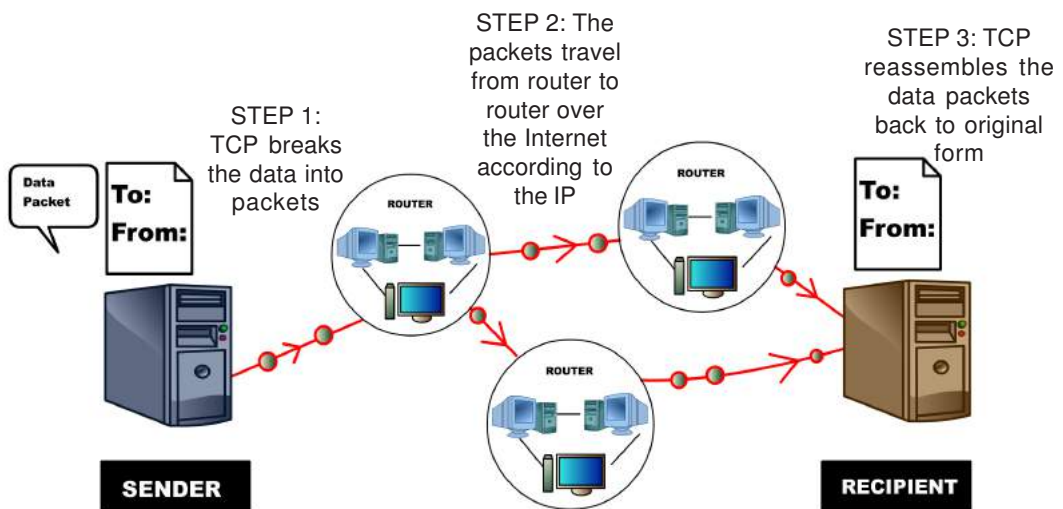 STEP 1:
TCP breaks
the data into
packets
STEP 2: The
packets travel
from router to
router over
the Internet
according to
the IP
STEP 3: TCP
reassembles the
data packets
back to original
form
Data
Packet
To:
From:
ROUTER
ROUTER
ROUTER
To:
From:
SENDER
RECIPIENT